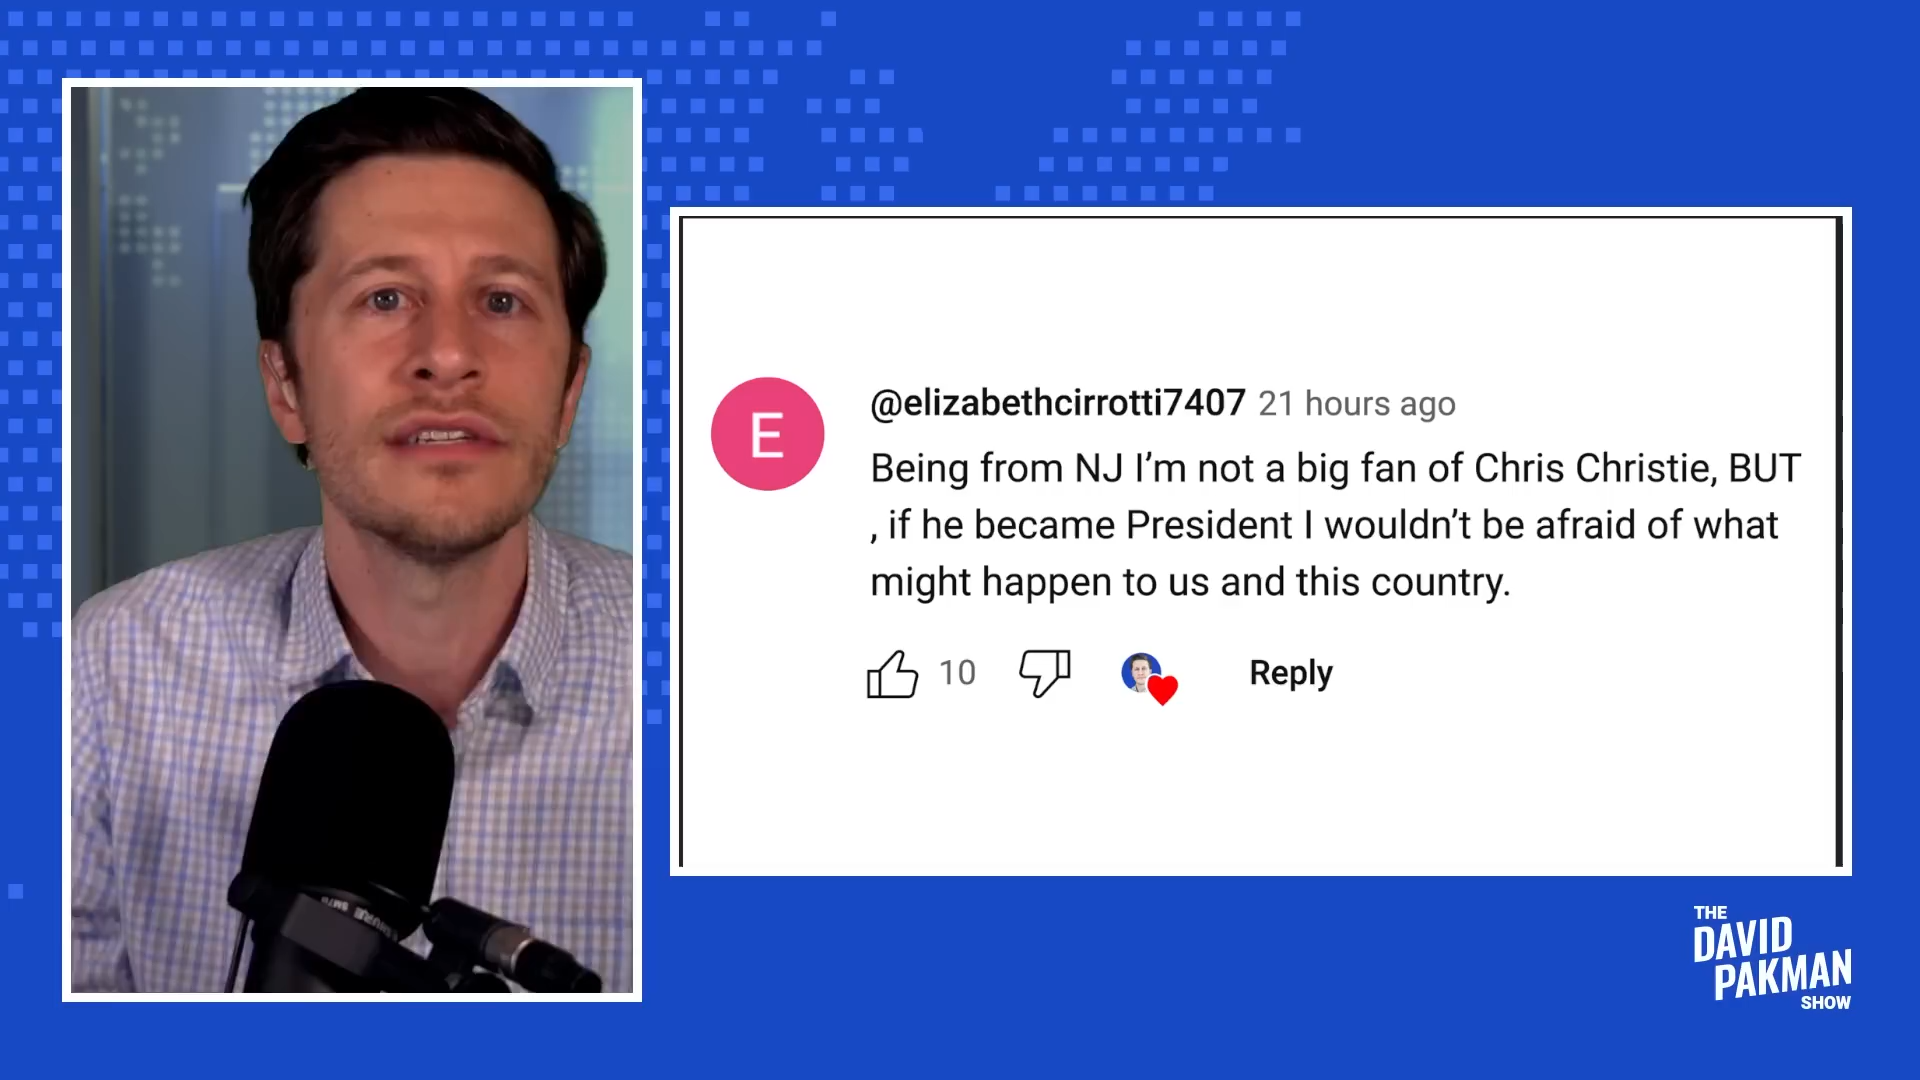 E
@elizabethcirrotti7407 21 hours ago
Being from NJ I’m not a big fan of Chris Christie, BUT
, if he became President I wouldn’t be afraid of what
might happen to us and this country.
10
Reply
SHURE
THE
DAVID
PAKMAN
SHOW